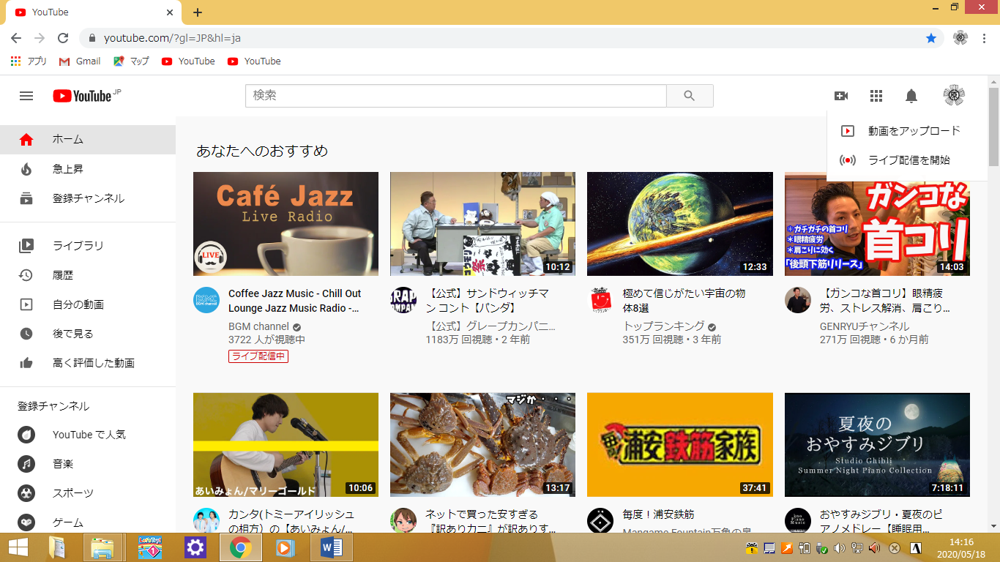 YouTube
youtube.com/?gl=JP&hl=ja
アプリ
Gmail
マップ
YouTube
YouTube
YouTube JP
検索
動画をアップロード
ライブ配信を開始
ホーム
急上昇
登録チャンネル
ライブラリ
履歴
自分の動画
後で見る
高く評価した動画
登録チャンネル
YouTube で人気
音楽
スポーツ
ゲーム
あなたへのおすすめ
Café Jazz
Live Radio
LIVE
Coffee Jazz Music - Chill Out
Lounge Jazz Music Radio -...
BGM channel
3722 人が視聴中
ライブ配信中
10:12
【公式】サンドウィッチマ
ン コント【パンダ】
【公式】グレープカンパニ...
1183万 回視聴・2 年前
12:33
極めて信じがたい宇宙の物
体8選
トップランキング
351万 回視聴・3 年前
ガンコな
首コリ
＊ガチガチの首コリ
＊眼精疲労
＊肩こりに効く
「後頭下筋リリース」
14:03
【ガンコな首コリ】眼精疲
労、ストレス解消、肩こり...
GENRYUチャンネル
271万 回視聴・6 か月前
あいみょん/マリーゴールド
10:06
カンタ(トミーアイリッシュ
の相方）の【あいみょん/...
マジか・・・・
13:17
ネットで買った安すぎる
『訳ありカニ』が訳ありす...
毎度!浦安鉄筋家族
37:41
毎度！浦安鉄筋
Mangame Fountain万魚の泉
夏夜の
おやすみジブリ
Studio Ghibli
Summer Night Piano Collection
7:18:11
おやすみジブリ・夏夜のピ
アノメドレー【睡眠用...
14:16
2020/05/18